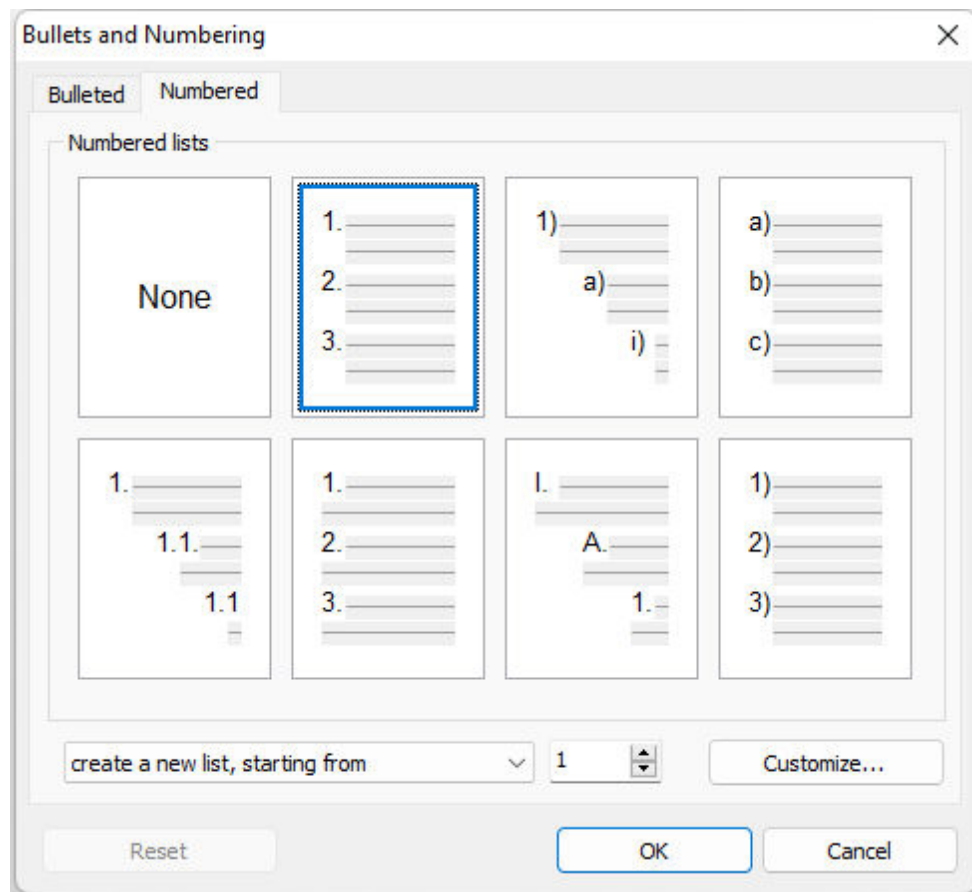 Bullets and Numbering
Bulleted
Numbered
Numbered lists
None
1.
2.
3.
1)
a)
i)
a)
b)
c)
1.
1.1.
1.1
1.
2.
3.
I.
A.
1.
1)
2)
3)
create a new list, starting from
1
Customize...
Reset
OK
Cancel